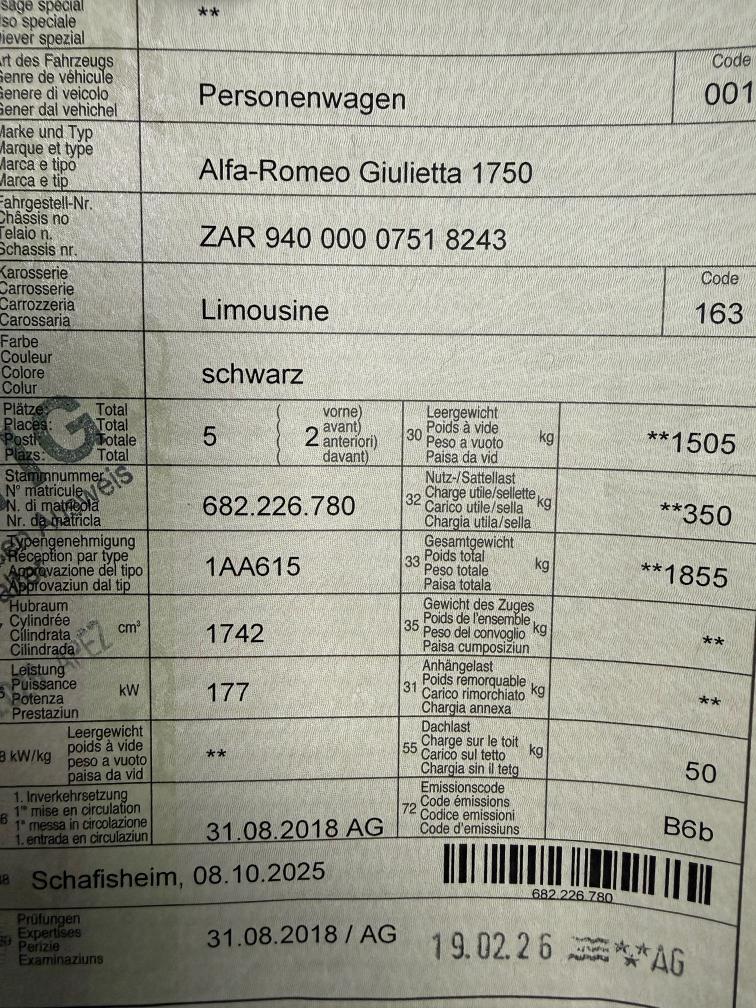 sage spécial
so speciale
iever spezial
**
rt des Fahrzeugs
enre de véhicule
enere di veicolo
ener dal vehichel
Personenwagen
Code
001
Marke und Typ
Marque et type
Marca e tipo
Marca e tip
Alfa-Romeo Giulietta 1750
Fahrgestell-Nr.
Châssis no
Telaio n.
Schassis nr.
ZAR 940 000 0751 8243
Karosserie
Carrosserie
Carrozzeria
Carossaria
Limousine
Code
163
Farbe
Couleur
Colore
Colur
schwarz
Plätze: Total
Places: Total
Posti: Totale
Plazs: Total
5
( vorne)
2 avant)
anteriori)
( davant)
30 Leergewicht
Poids à vide
Peso a vuoto kg
Paisa da vid
**1505
Stammnummer
N° matricule
N. di matricola
Nr. da matricla
682.226.780
32 Nutz-/Sattellast
Charge utile/sellette kg
Carico utile/sella
Chargia utila/sella
**350
Typengenehmigung
Réception par type
Approvazione del tipo
Approvaziun dal tip
1AA615
33 Gesamtgewicht
Poids total kg
Peso totale
Paisa totala
**1855
Hubraum
Cylindrée
Cilindrata cm³
Cilindrada
1742
35 Gewicht des Zuges
Poids de l'ensemble
Peso del convoglio kg
Paisa cumposiziun
**
Leistung
Puissance
Potenza kW
Prestaziun
177
31 Anhängelast
Poids remorquable
Carico rimorchiato kg
Chargia annexa
**
kW/kg
Leergewicht
poids à vide
peso a vuoto
paisa da vid
**
55 Dachlast
Charge sur le toit kg
Carico sul tetto
Chargia sin il tetg
50
1. Inverkehrsetzung
1re mise en circulation
1a messa in circolazione
1. entrada en circulaziun
31.08.2018 AG
72 Emissionscode
Code émissions
Codice emissioni
Code d'emissiuns
B6b
Schafisheim, 08.10.2025
682.226.780
Prüfungen
Expertises
Perizie
Examinaziuns
31.08.2018 / AG
19.02.26 ****AG